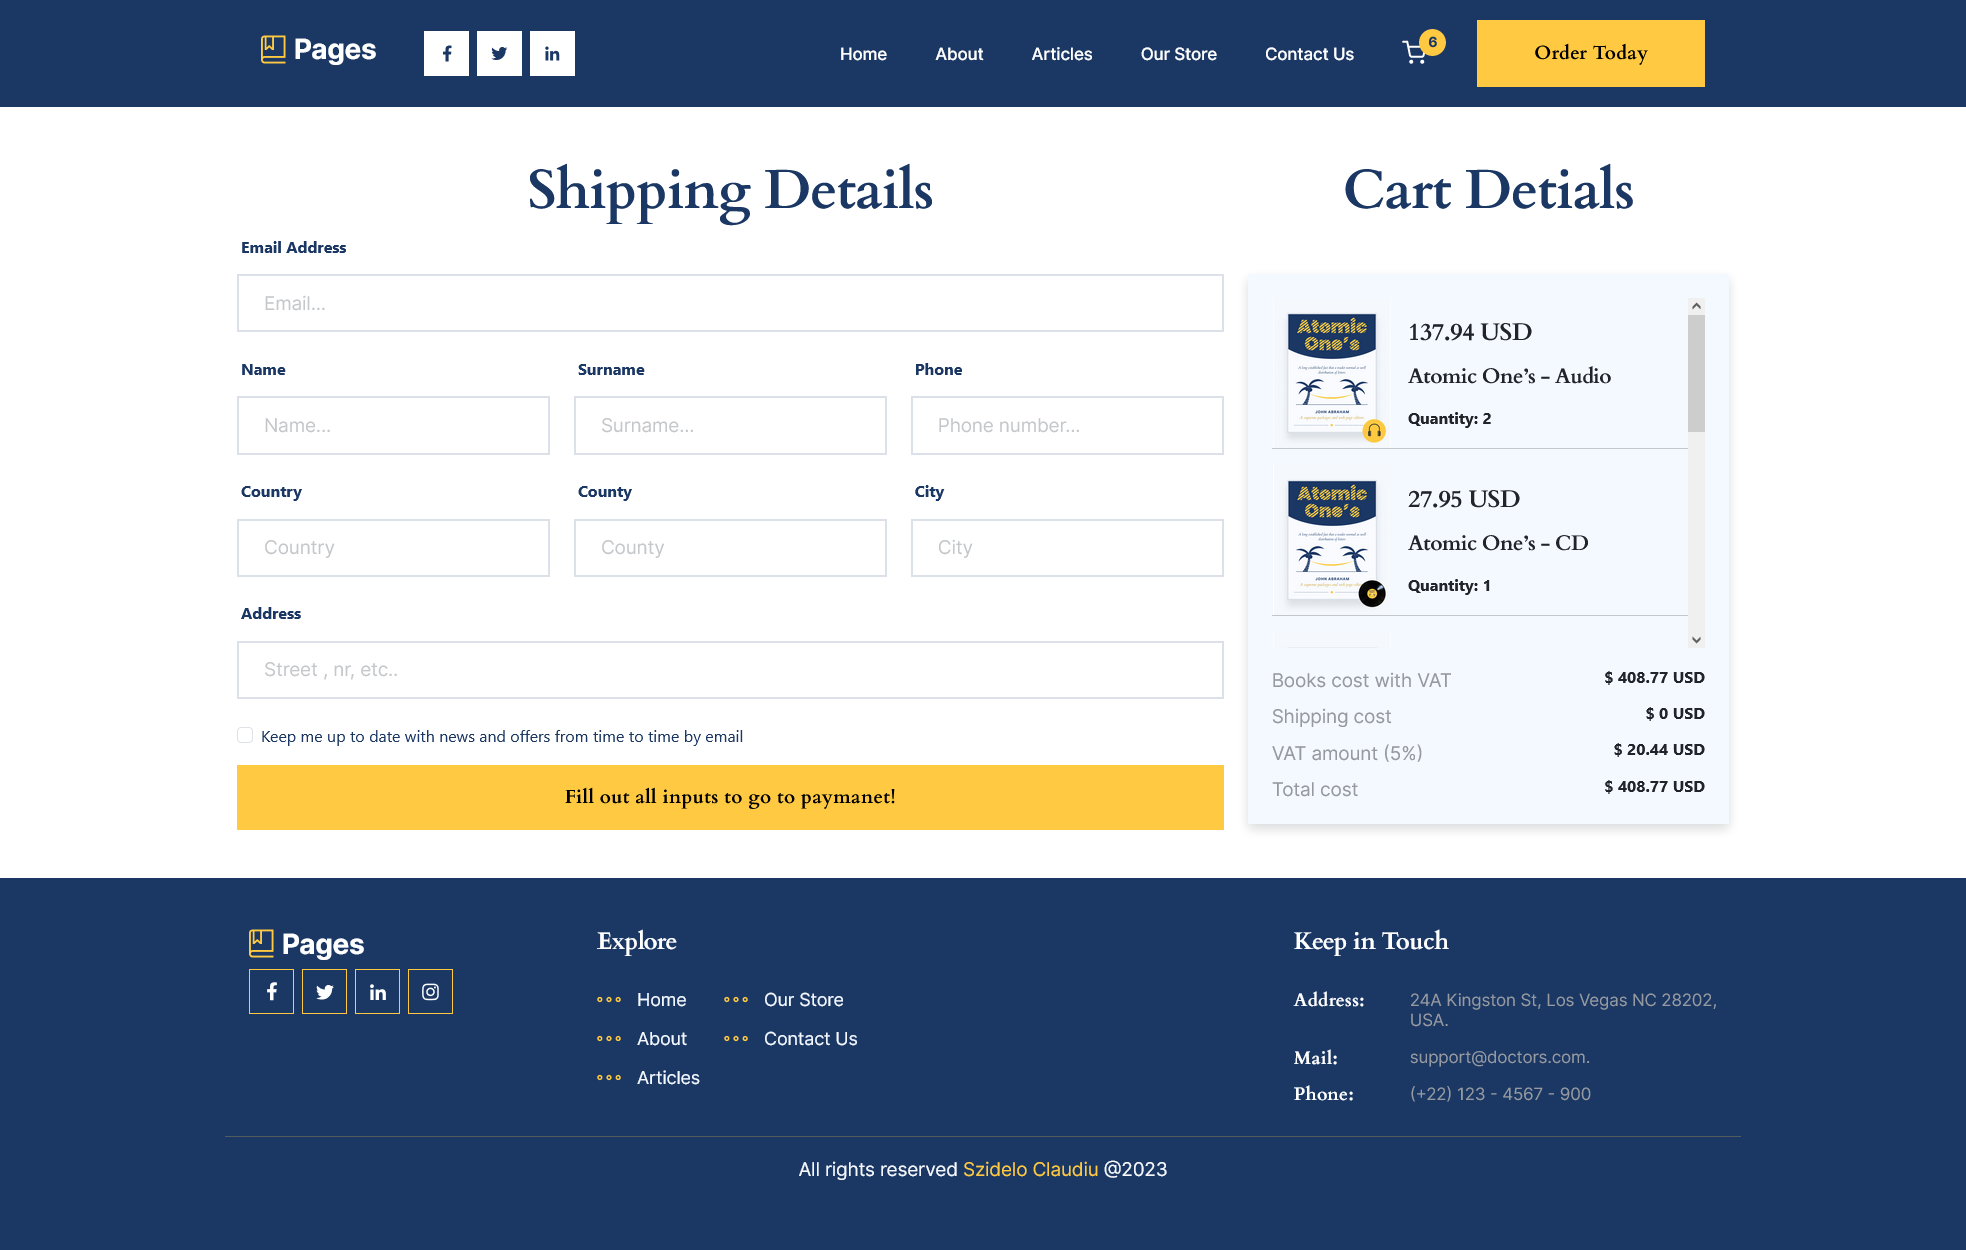 Pages
Home
About
Articles
Our Store
Contact Us
6
Order Today
Shipping Details
Email Address
Email...
Name
Surname
Phone
Name...
Surname...
Phone number...
Country
County
City
Country
County
City
Address
Street , nr, etc..
Keep me up to date with news and offers from time to time by email
Fill out all inputs to go to paymanet!
Cart Detials
Atomic
One's
JOHN ABRAHAM
137.94 USD
Atomic One's - Audio
Quantity: 2
Atomic
One's
JOHN ABRAHAM
27.95 USD
Atomic One's - CD
Quantity: 1
Books cost with VAT $ 408.77 USD
Shipping cost $ 0 USD
VAT amount (5%) $ 20.44 USD
Total cost $ 408.77 USD
Pages
Explore
Home
Our Store
About
Contact Us
Articles
Keep in Touch
Address: 24A Kingston St, Los Vegas NC 28202,
USA.
Mail: support@doctors.com.
Phone: (+22) 123 - 4567 - 900
All rights reserved Szidelo Claudiu @2023